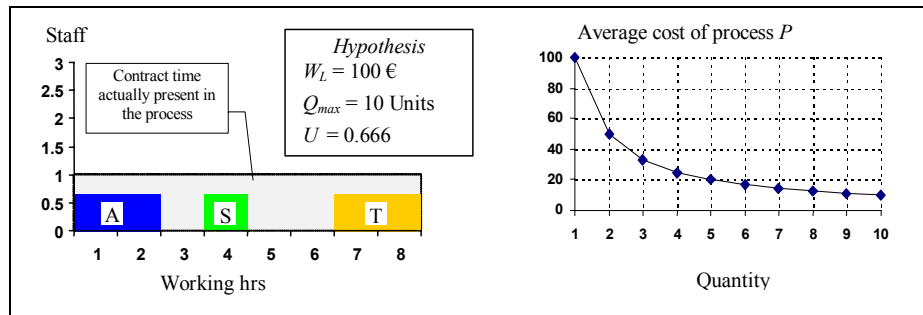 Staff
Hypothesis
W_L = 100 €
Q_max = 10 Units
U = 0.666
Contract time
actually present in
the process
3
2.5
2
1.5
1
0.5
0
A
S
T
1 2 3 4 5 6 7 8
Working hrs
Average cost of process P
100
80
60
40
20
0
1 2 3 4 5 6 7 8 9 10
Quantity